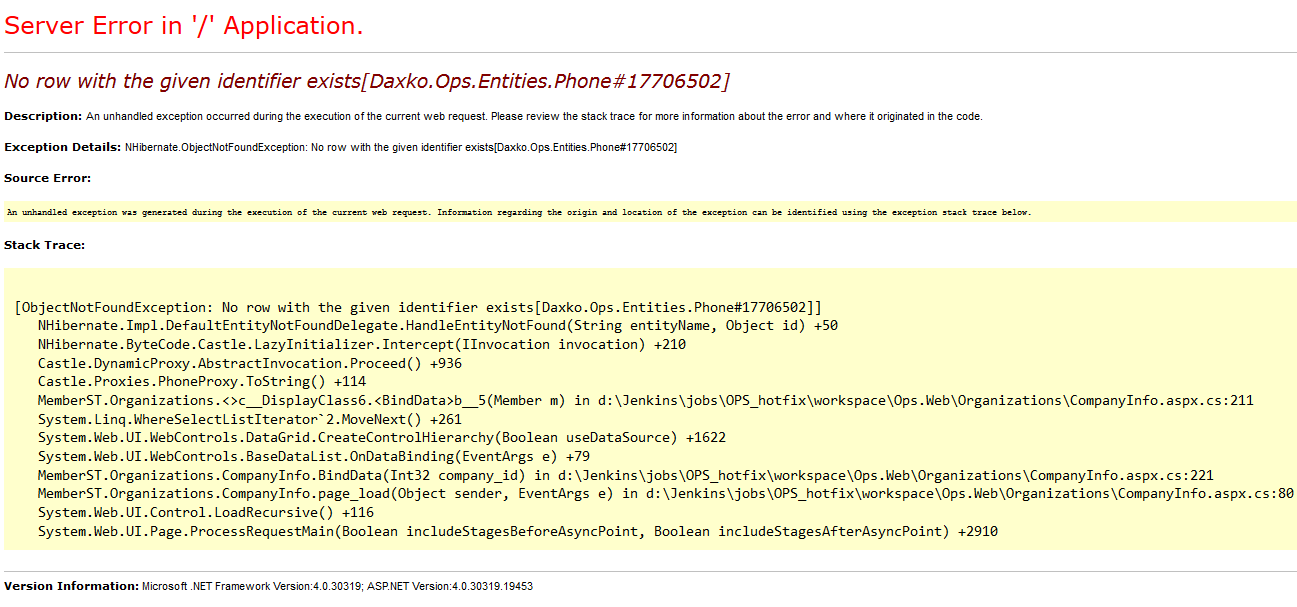 Server Error in '/' Application.
No row with the given identifier exists[Daxko.Ops.Entities.Phone#17706502]
Description: An unhandled exception occurred during the execution of the current web request. Please review the stack trace for more information about the error and where it originated in the code.
Exception Details: NHibernate.ObjectNotFoundException: No row with the given identifier exists[Daxko.Ops.Entities.Phone#17706502]
Source Error:
An unhandled exception was generated during the execution of the current web request. Information regarding the origin and location of the exception can be identified using the exception stack trace below.
Stack Trace:
[ObjectNotFoundException: No row with the given identifier exists[Daxko.Ops.Entities.Phone#17706502]]
NHibernate.Impl.DefaultEntityNotFoundDelegate.HandleEntityNotFound(String entityName, Object id) +50
NHibernate.ByteCode.Castle.LazyInitializer.Intercept(IInvocation invocation) +210
Castle.DynamicProxy.AbstractInvocation.Proceed() +936
Castle.Proxies.PhoneProxy.ToString() +114
MemberST.Organizations.<>c__DisplayClass6.<BindData>b__5(Member m) in d:\Jenkins\jobs\OPS_hotfix\workspace\Ops.Web\Organizations\CompanyInfo.aspx.cs:211
System.Linq.WhereSelectListIterator`2.MoveNext() +261
System.Web.UI.WebControls.DataGrid.CreateControlHierarchy(Boolean useDataSource) +1622
System.Web.UI.WebControls.BaseDataList.OnDataBinding(EventArgs e) +79
MemberST.Organizations.CompanyInfo.BindData(Int32 company_id) in d:\Jenkins\jobs\OPS_hotfix\workspace\Ops.Web\Organizations\CompanyInfo.aspx.cs:221
MemberST.Organizations.CompanyInfo.page_load(Object sender, EventArgs e) in d:\Jenkins\jobs\OPS_hotfix\workspace\Ops.Web\Organizations\CompanyInfo.aspx.cs:80
System.Web.UI.Control.LoadRecursive() +116
System.Web.UI.Page.ProcessRequestMain(Boolean includeStagesBeforeAsyncPoint, Boolean includeStagesAfterAsyncPoint) +2910
Version Information: Microsoft .NET Framework Version:4.0.30319; ASP.NET Version:4.0.30319.19453